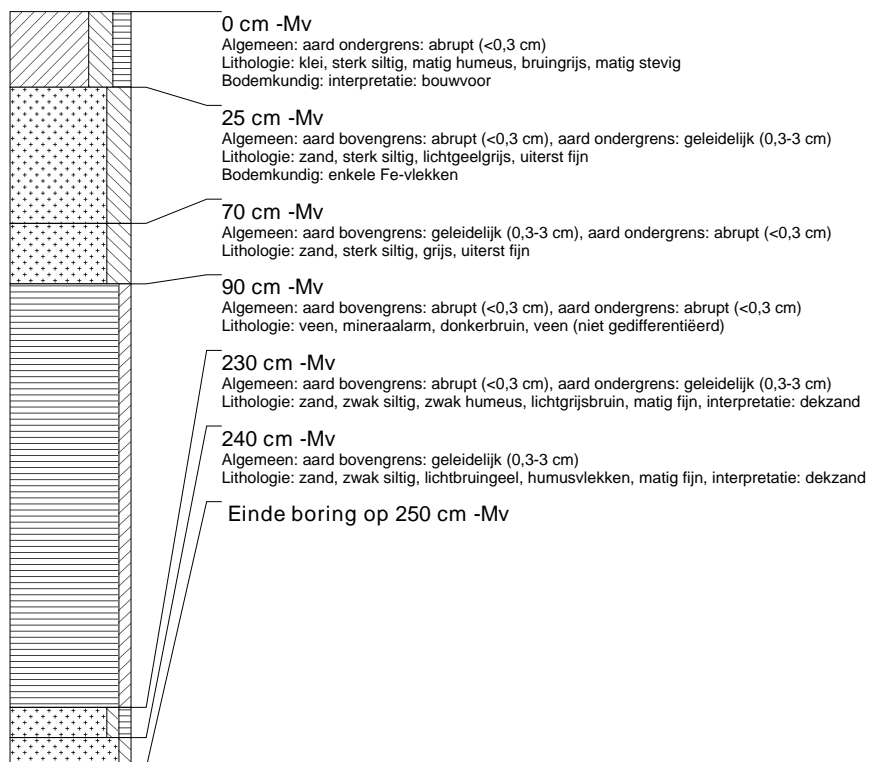 0 cm -Mv
Algemeen: aard ondergrens: abrupt (<0,3 cm)
Lithologie: klei, sterk siltig, matig humeus, bruingrijs, matig stevig
Bodemkundig: interpretatie: bouwvoor
25 cm -Mv
Algemeen: aard bovengrens: abrupt (<0,3 cm), aard ondergrens: geleidelijk (0,3-3 cm)
Lithologie: zand, sterk siltig, lichtgeelgrijs, uiterst fijn
Bodemkundig: enkele Fe-vlekken
70 cm -Mv
Algemeen: aard bovengrens: geleidelijk (0,3-3 cm), aard ondergrens: abrupt (<0,3 cm)
Lithologie: zand, sterk siltig, grijs, uiterst fijn
90 cm -Mv
Algemeen: aard bovengrens: abrupt (<0,3 cm), aard ondergrens: abrupt (<0,3 cm)
Lithologie: veen, mineraalarm, donkerbruin, veen (niet gedifferentiëerd)
230 cm -Mv
Algemeen: aard bovengrens: abrupt (<0,3 cm), aard ondergrens: geleidelijk (0,3-3 cm)
Lithologie: zand, zwak siltig, zwak humeus, lichtgrijsbruin, matig fijn, interpretatie: dekzand
240 cm -Mv
Algemeen: aard bovengrens: geleidelijk (0,3-3 cm)
Lithologie: zand, zwak siltig, lichtbruingeel, humusvlekken, matig fijn, interpretatie: dekzand
Einde boring op 250 cm -Mv